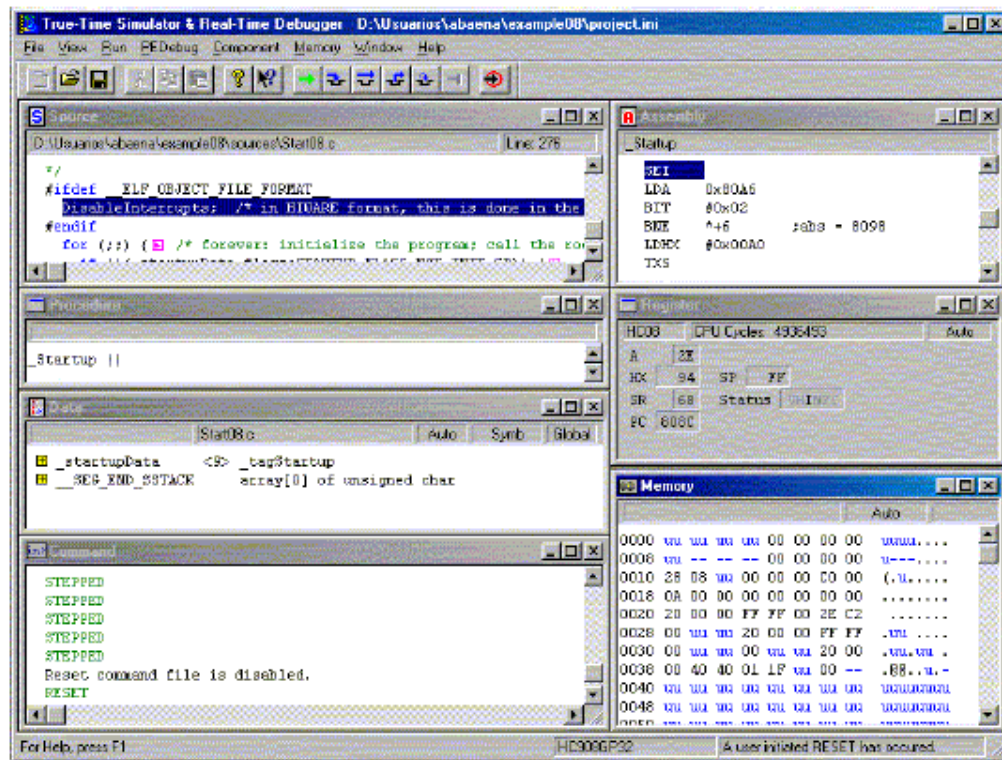 True-Time Simulator & Real-Time Debugger D:\Usuarios\abaena\example08\project.ini
File View Run PEDebug Component Memory Window Help
Source
D:\Usuarios\abaena\example08\sources\Start08.c Line: 276
*/
#ifdef __ELF_OBJECT_FILE_FORMAT__
DisableInterrupts; /* in HIWARE format, this is done in the
#endif
for (;;) { /* forever: initialize the program; call the roo
Procedure
_Startup ()
Data
Start08.c Auto Symb Global
_startupData <9> _tagStartup
__SEG_END_SSTACK array[0] of unsigned char
Command
STEPPED
STEPPED
STEPPED
STEPPED
STEPPED
Reset command file is disabled.
RESET
Assembly
_Startup
SEI
LDA 0x80A6
BIT #0x02
BNE *+6 ;abs = 8098
LDHX #0x00A0
TXS
Register
HC08 CPU Cycles: 4936493 Auto
A 2E
HX 94 SP FF
SR 68 Status VHINZC
PC 808C
Memory
Auto
0000 uu uu uu uu 00 00 00 00 uuuu....
0008 uu -- -- -- 00 00 00 00 u---....
0010 28 08 uu 00 00 00 C0 00 (.u.....
0018 0A 00 00 00 00 00 00 00 ........
0020 20 00 00 FF FF 00 2E C2 .......
0028 00 uu uu 20 00 00 FF FF .uu ....
0030 00 uu uu 00 uu uu 20 00 .uu.uu .
0038 00 40 40 01 1F uu 00 -- .@@..u.-
0040 uu uu uu uu uu uu uu uu uuuuuuuu
0048 uu uu uu uu uu uu uu uu uuuuuuuu
For Help, press F1 HC908GP32 A user initiated RESET has occured.